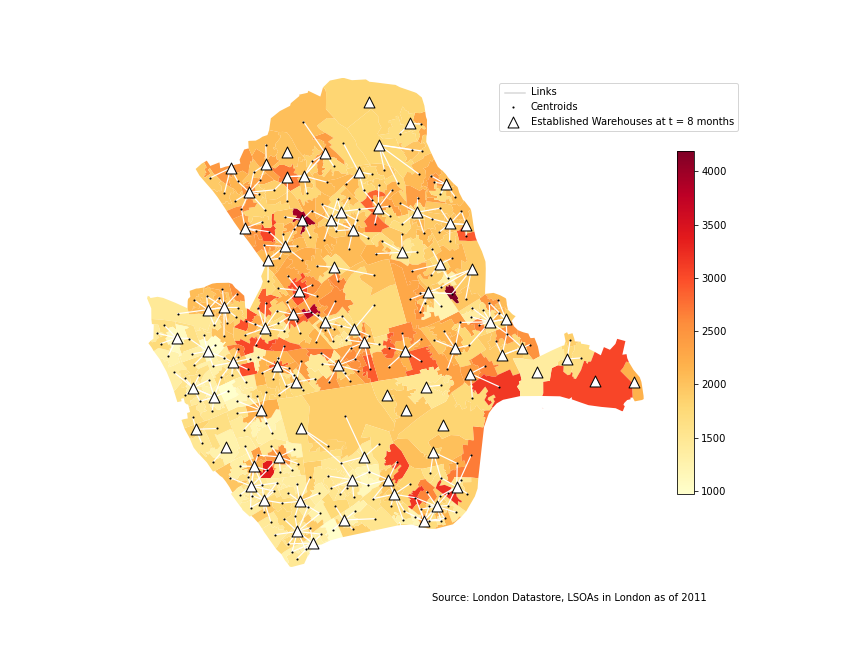 Links
Centroids
Established Warehouses at t = 8 months
4000
3500
3000
2500
2000
1500
1000
Source: London Datastore, LSOAs in London as of 2011